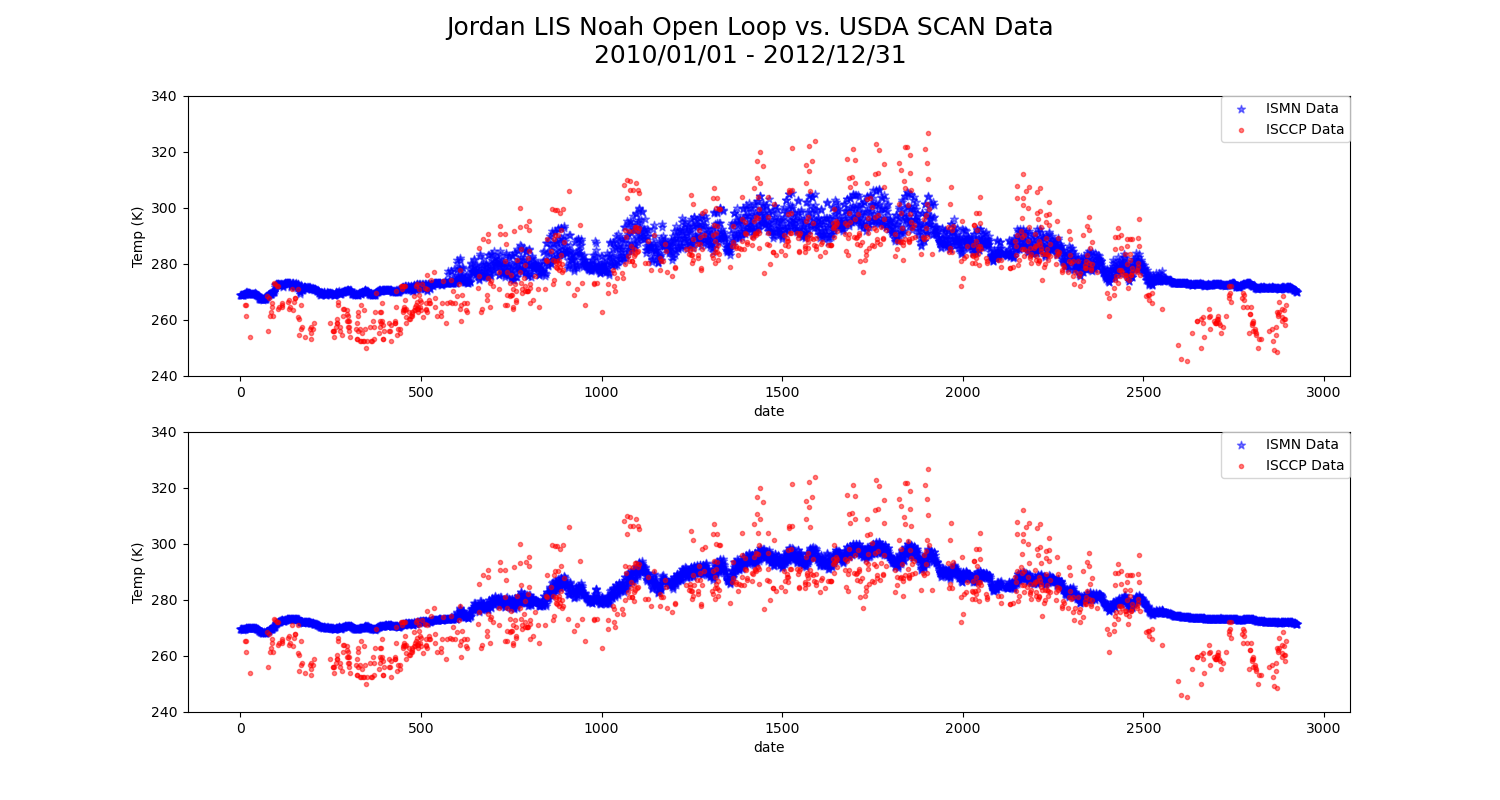 Jordan LIS Noah Open Loop vs. USDA SCAN Data
2010/01/01 - 2012/12/31
340
320
300
280
260
240
Temp (K)
ISMN Data
ISCCP Data
0 500 1000 1500 2000 2500 3000
date
340
320
300
280
260
240
Temp (K)
ISMN Data
ISCCP Data
0 500 1000 1500 2000 2500 3000
date